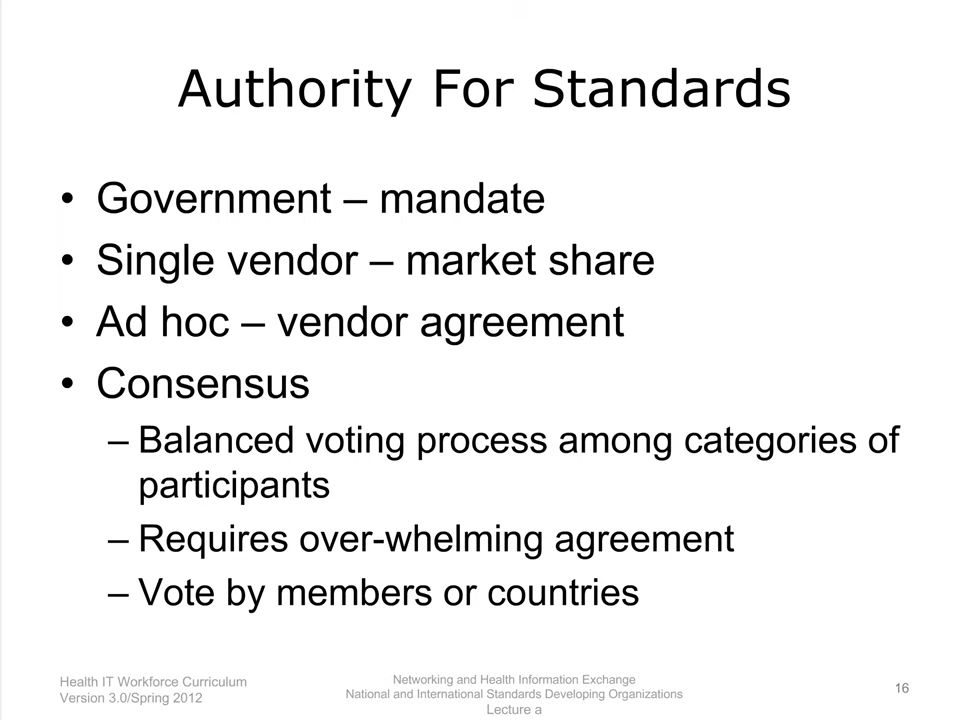 Authority For Standards
• Government – mandate
• Single vendor – market share
• Ad hoc – vendor agreement
• Consensus
– Balanced voting process among categories of
participants
– Requires over-whelming agreement
– Vote by members or countries
Health IT Workforce Curriculum
Version 3.0/Spring 2012
Networking and Health Information Exchange
National and International Standards Developing Organizations
Lecture a
16